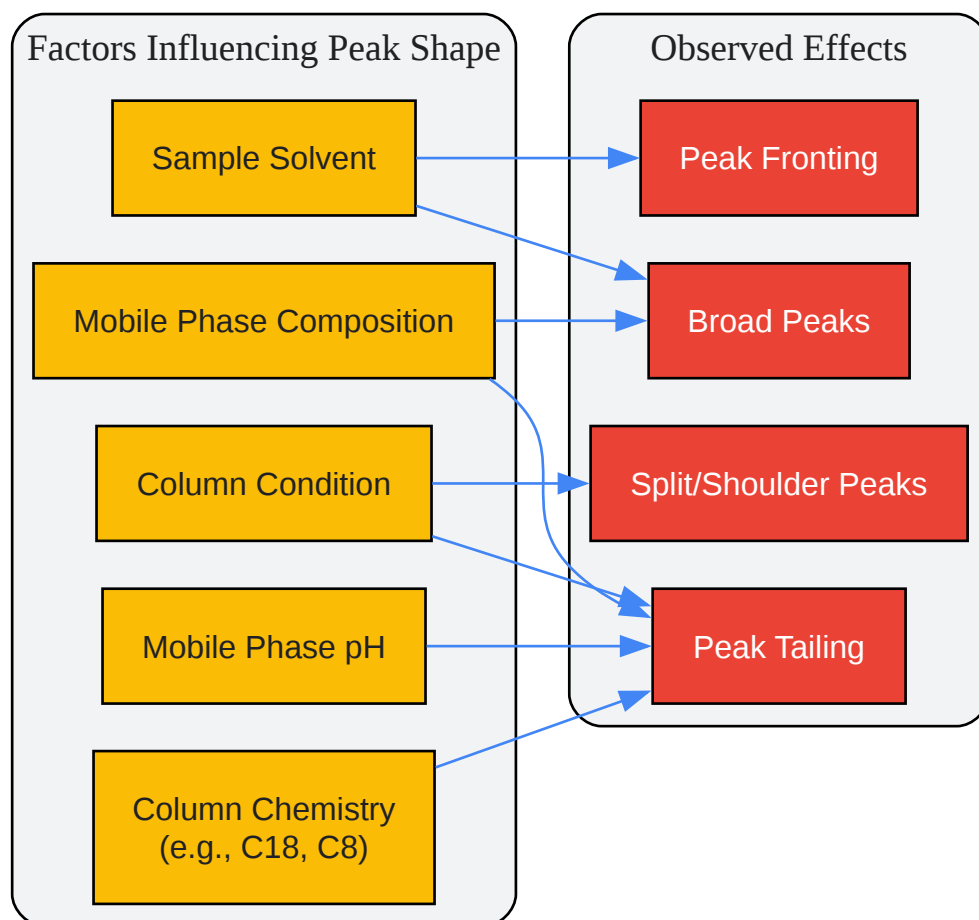 Factors Influencing Peak Shape
Sample Solvent
Mobile Phase Composition
Column Condition
Mobile Phase pH
Column Chemistry
(e.g., C18, C8)
Observed Effects
Peak Fronting
Broad Peaks
Split/Shoulder Peaks
Peak Tailing